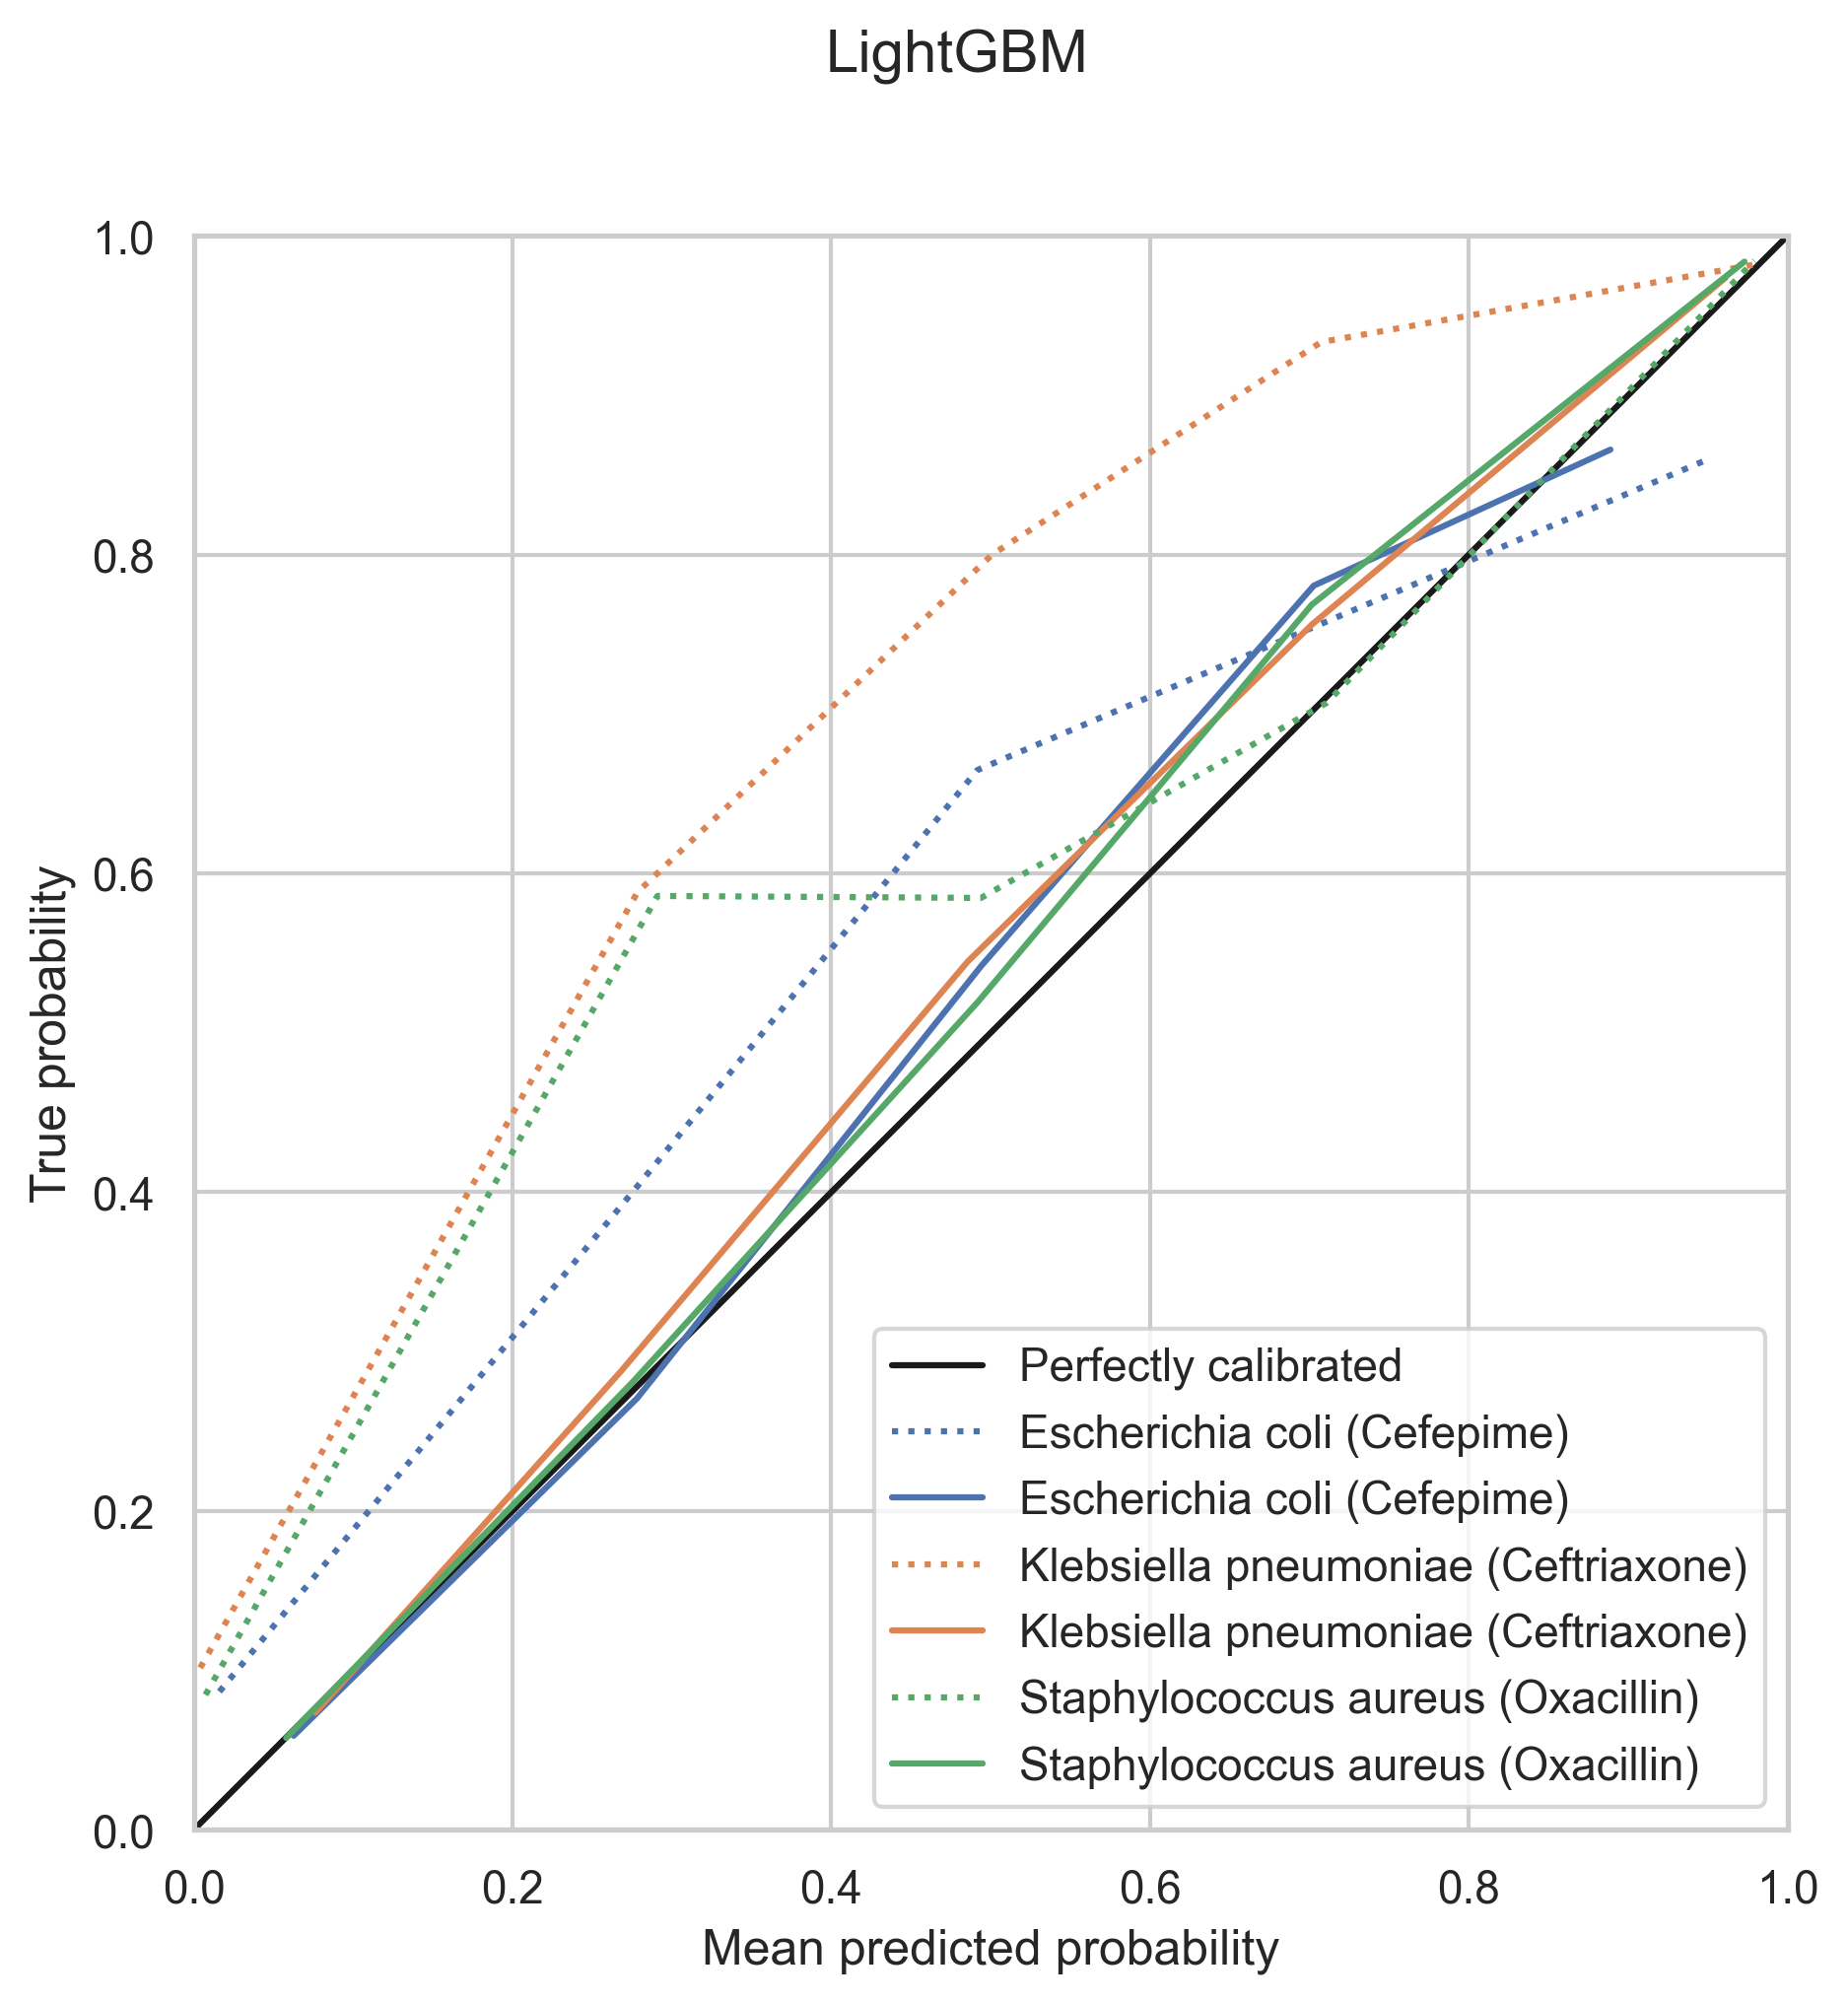 LightGBM
1.0
0.8
0.6
0.4
0.2
0.0
True probability
Perfectly calibrated
Escherichia coli (Cefepime)
Escherichia coli (Cefepime)
Klebsiella pneumoniae (Ceftriaxone)
Klebsiella pneumoniae (Ceftriaxone)
Staphylococcus aureus (Oxacillin)
Staphylococcus aureus (Oxacillin)
0.0 0.2 0.4 0.6 0.8 1.0
Mean predicted probability